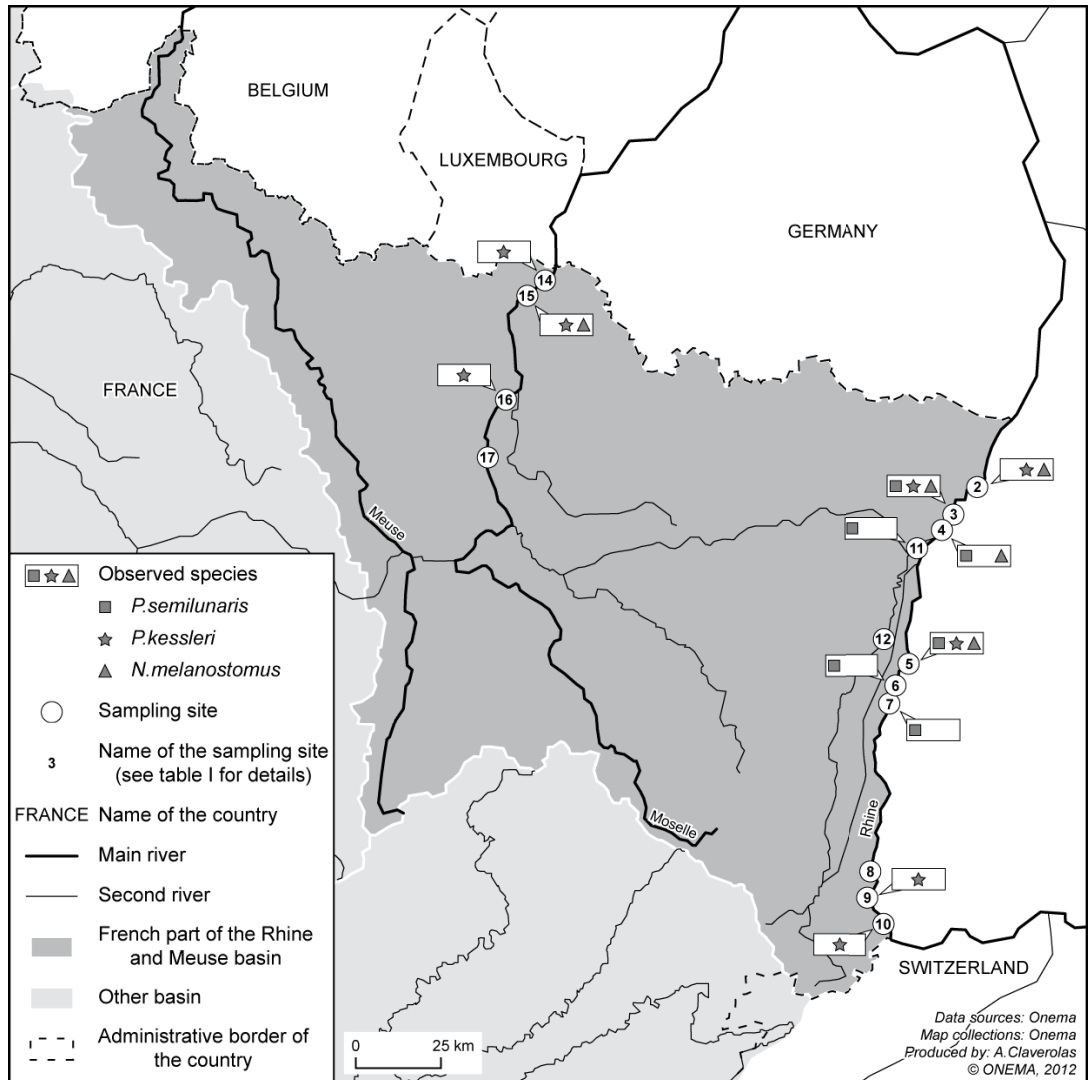 BELGIUM
LUXEMBOURG
GERMANY
14
15
FRANCE
16
17
2
3
4
11
Meuse
12
5
6
7
Rhine
Moselle
8
9
10
SWITZERLAND
Observed species
P.semilunaris
P.kessleri
N.melanostomus
Sampling site
3
Name of the sampling site
(see table I for details)
FRANCE
Name of the country
Main river
Second river
French part of the Rhine
and Meuse basin
Other basin
Administrative border of
the country
0 25 km
Data sources: Onema
Map collections: Onema
Produced by: A.Claverolas
© ONEMA, 2012